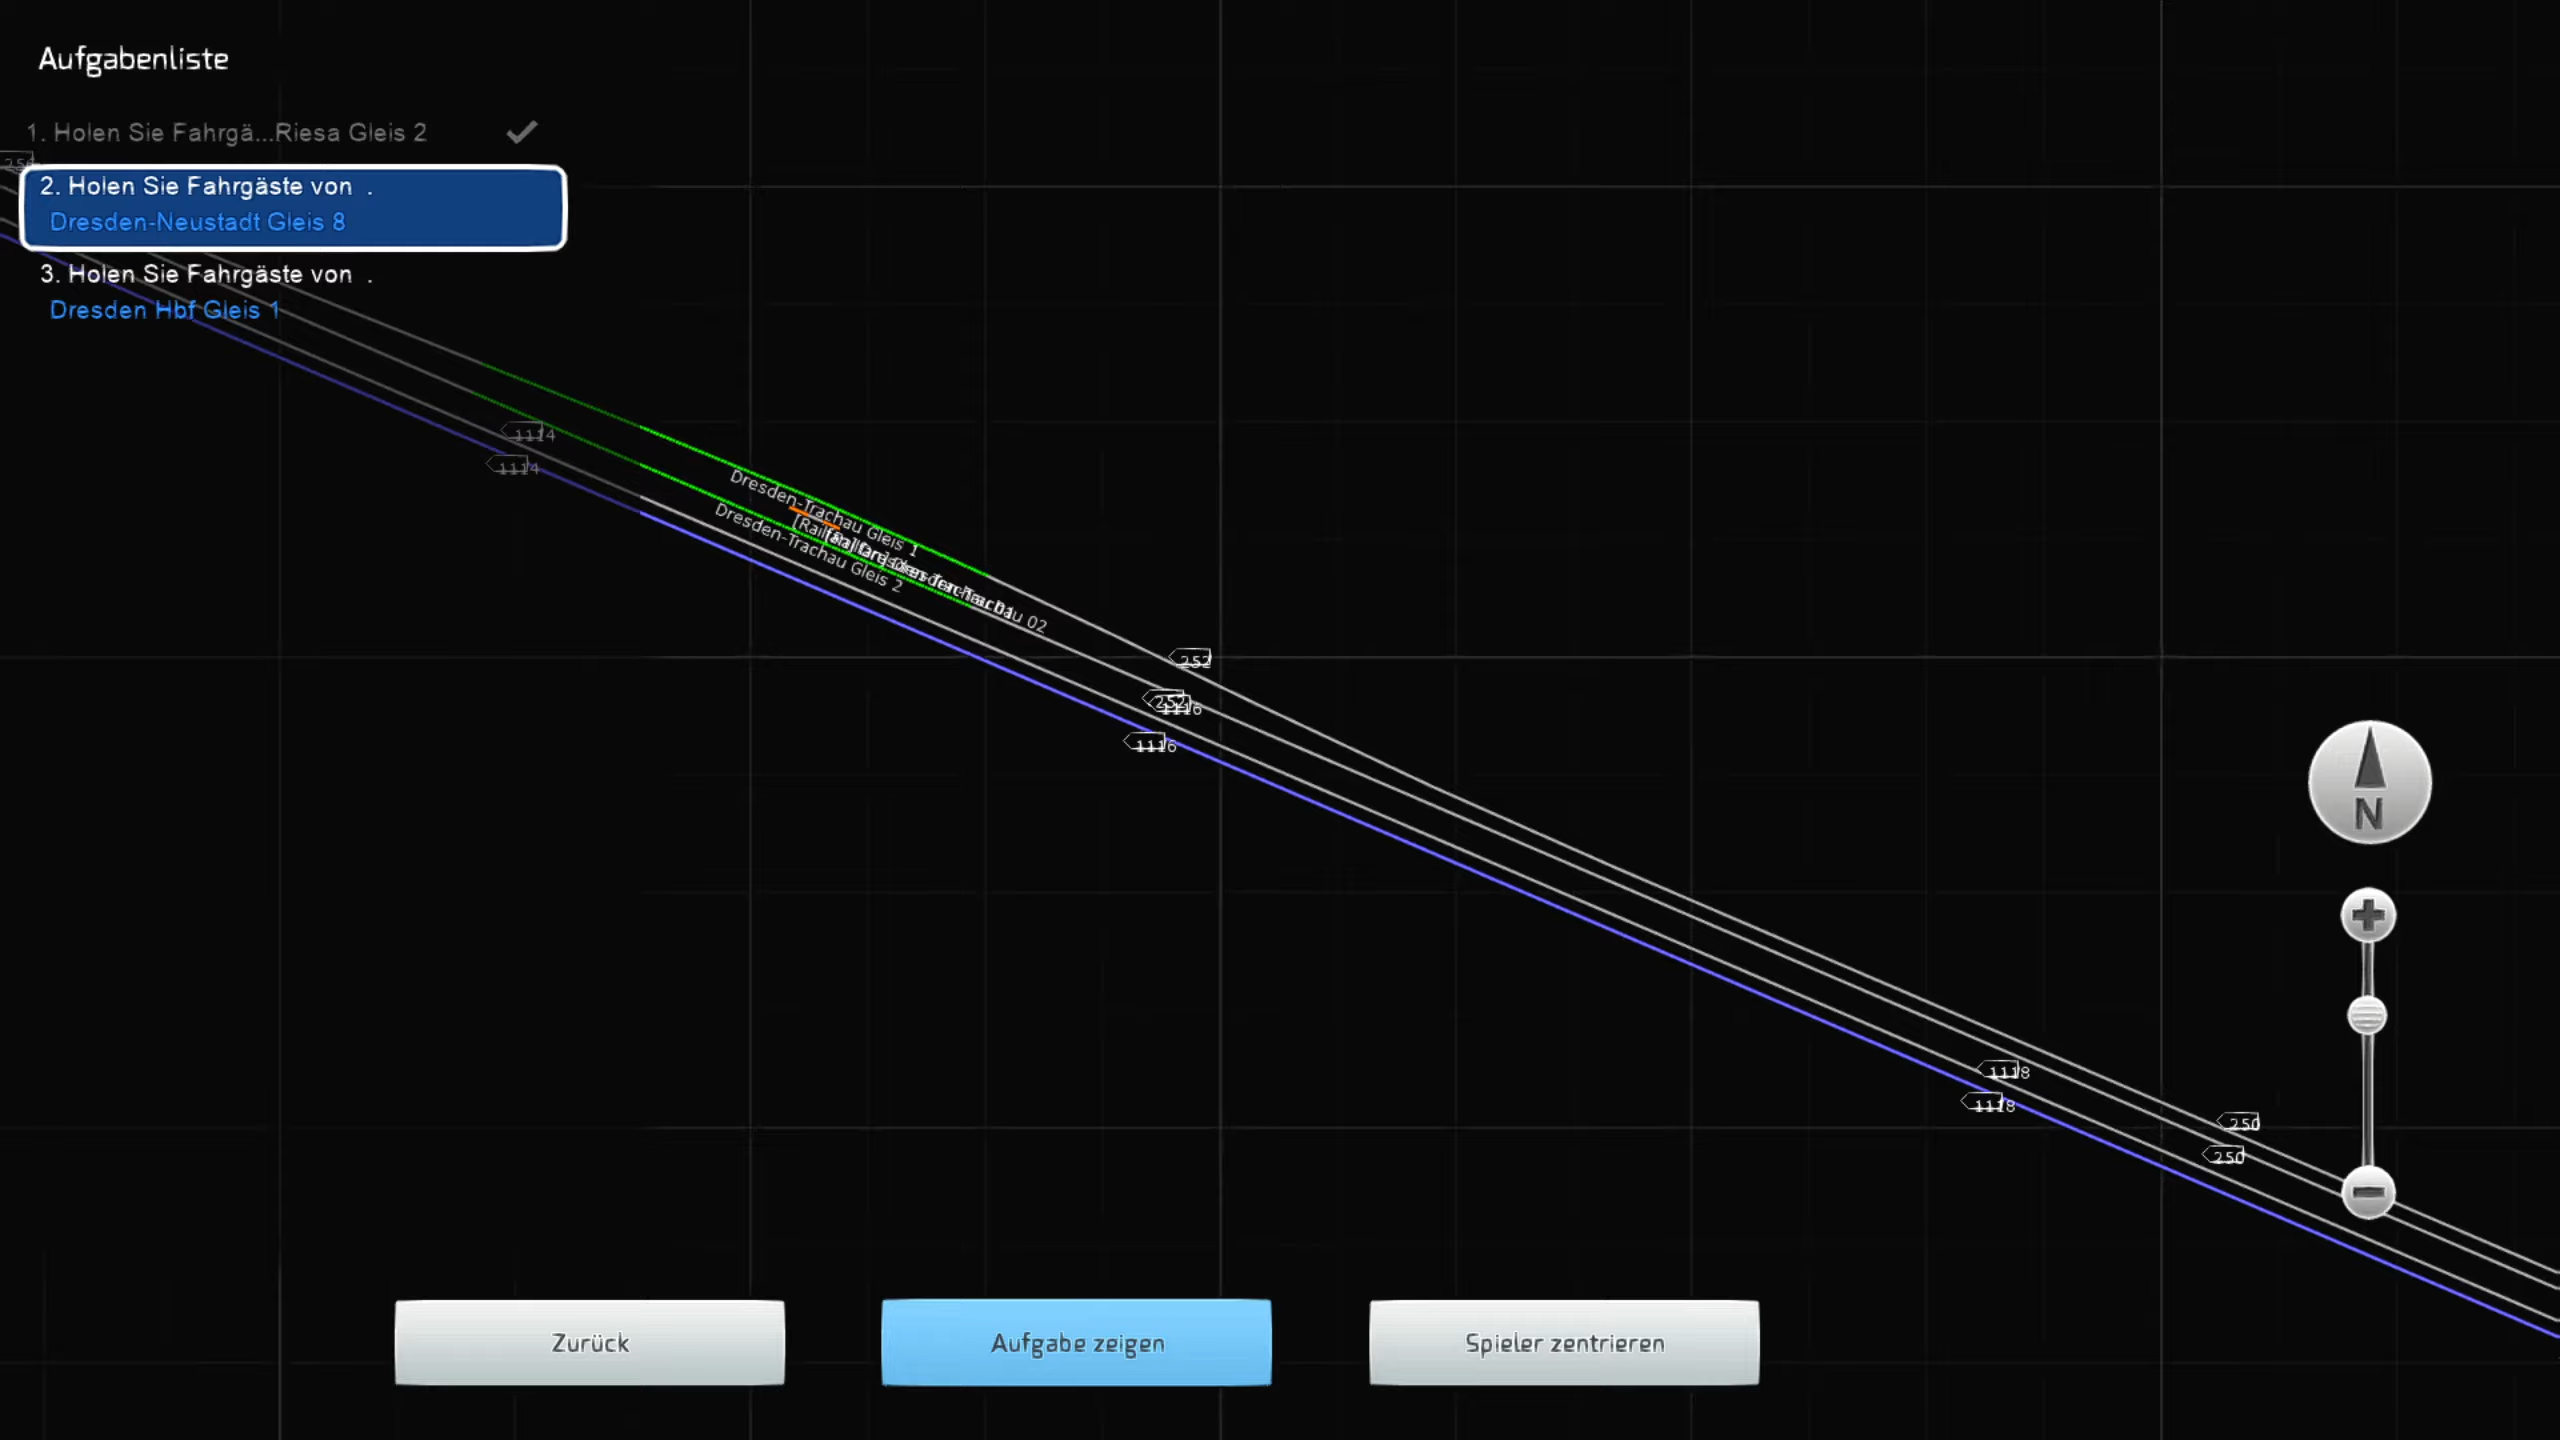 Aufgabenliste
1. Holen Sie Fahrgä...Riesa Gleis 2
2. Holen Sie Fahrgäste von .
Dresden-Neustadt Gleis 8
3. Holen Sie Fahrgäste von .
Dresden Hbf Gleis 1
1114
1114
Dresden-Trachau Gleis 1
Dresden-Trachau Gleis 2
252
252
1116
1116
1118
1118
250
250
N
Zurück
Aufgabe zeigen
Spieler zentrieren